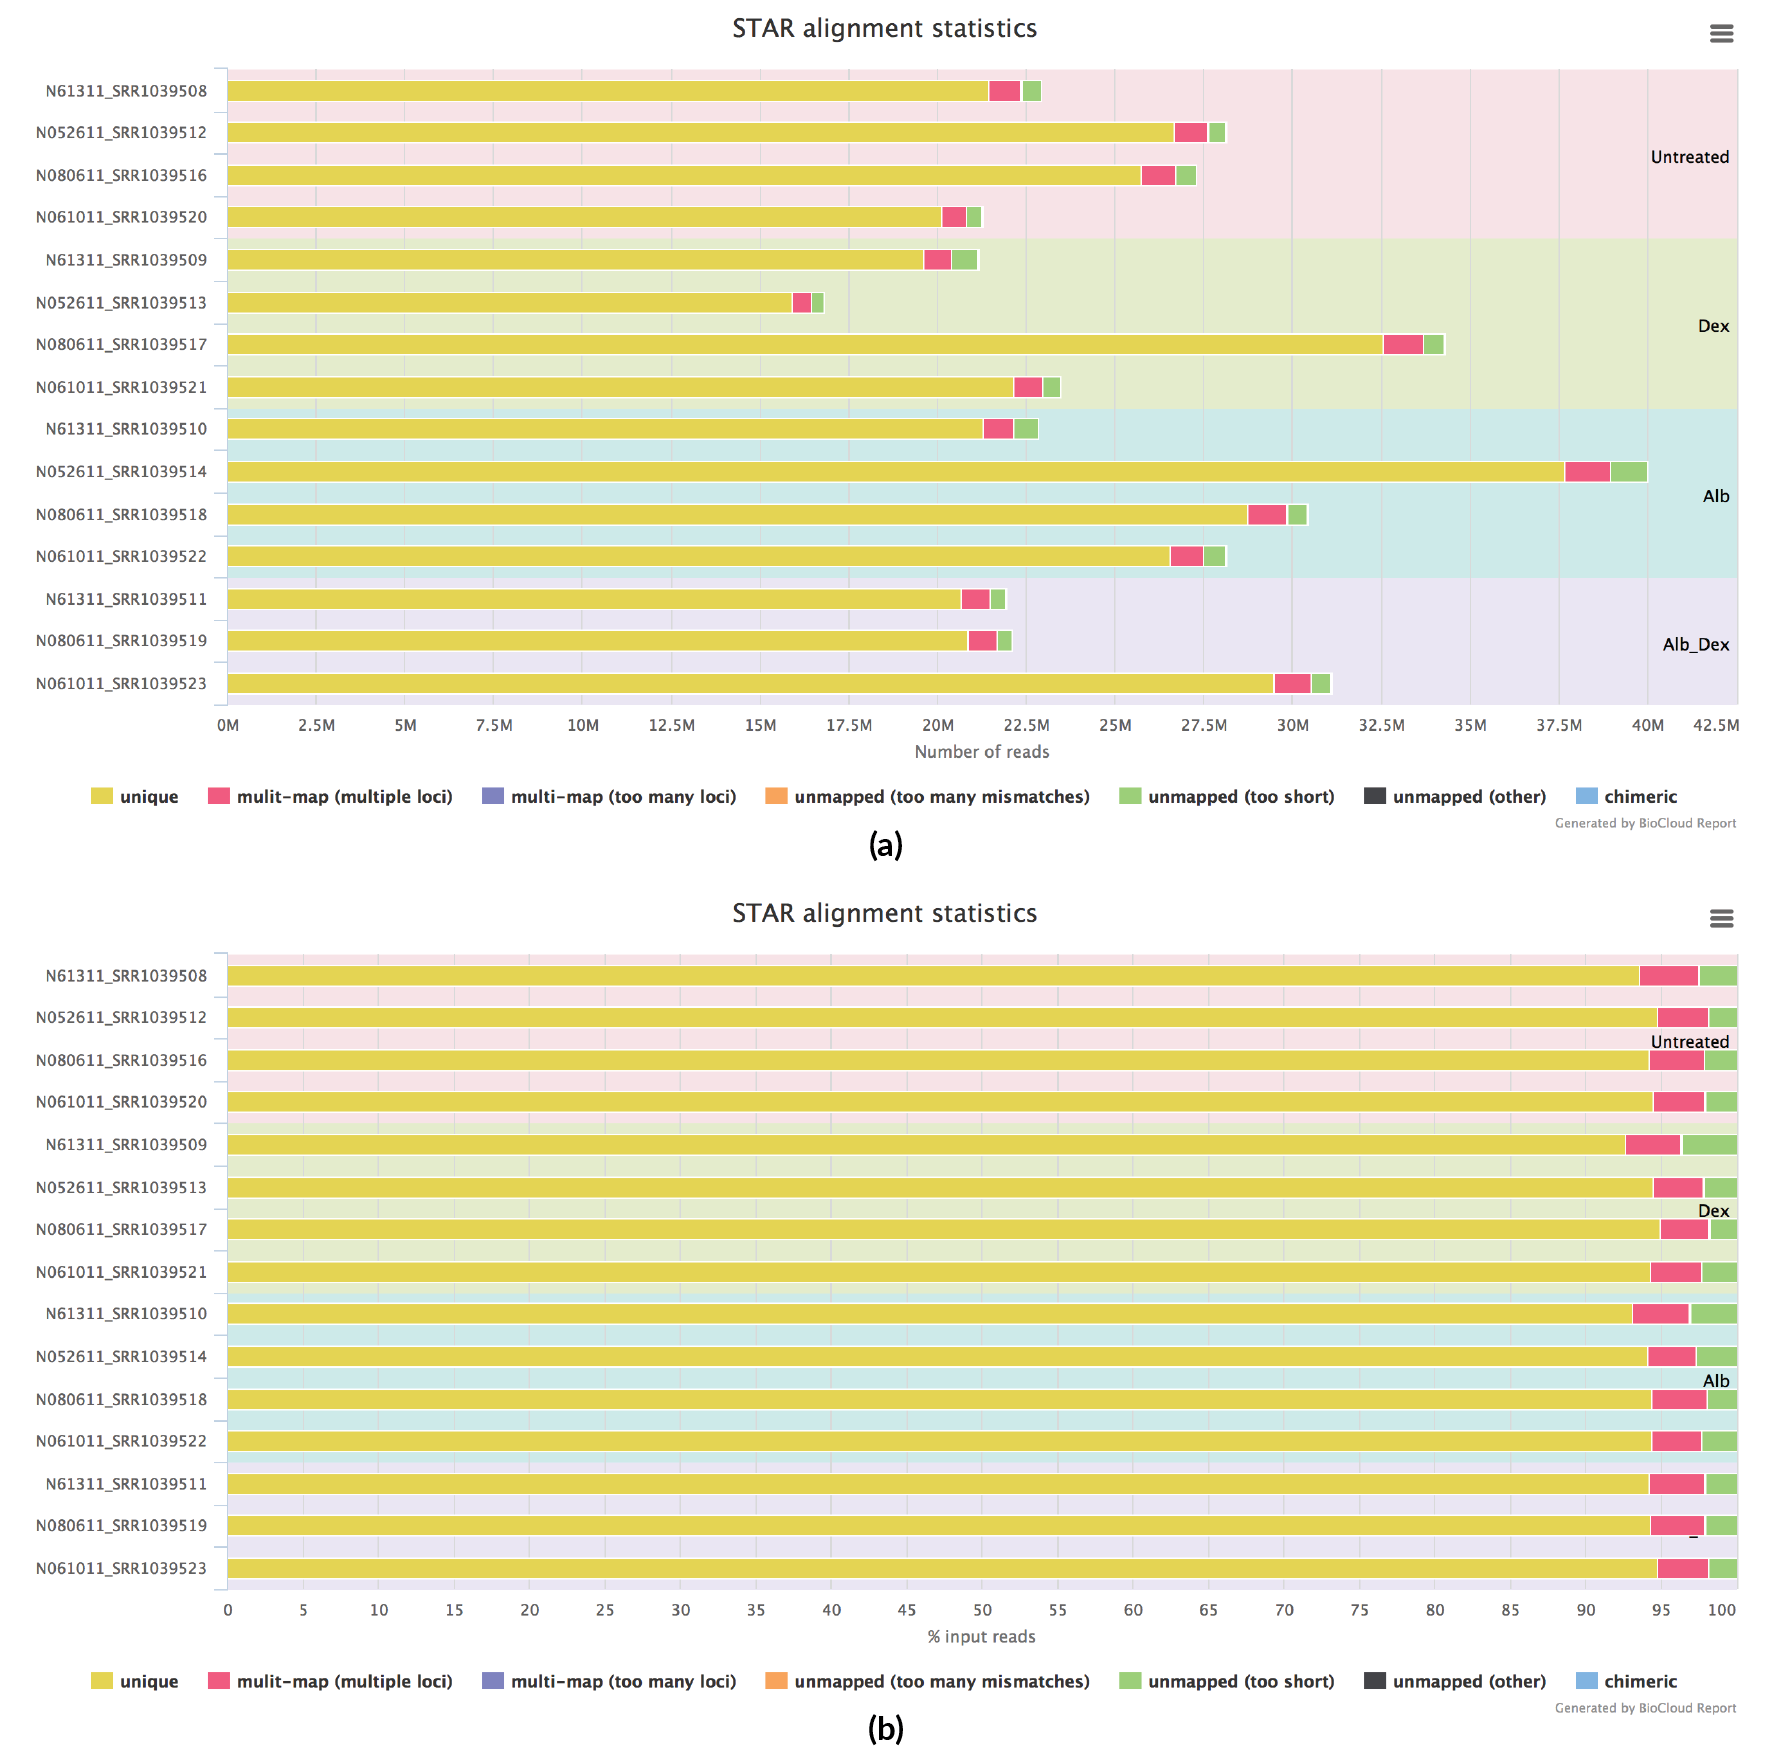 STAR alignment statistics
N61311_SRR1039508
N052611_SRR1039512
N080611_SRR1039516
N061011_SRR1039520
N61311_SRR1039509
N052611_SRR1039513
N080611_SRR1039517
N061011_SRR1039521
N61311_SRR1039510
N052611_SRR1039514
N080611_SRR1039518
N061011_SRR1039522
N61311_SRR1039511
N080611_SRR1039519
N061011_SRR1039523
Untreated
Dex
Alb
Alb_Dex
0M 2.5M 5M 7.5M 10M 12.5M 15M 17.5M 20M 22.5M 25M 27.5M 30M 32.5M 35M 37.5M 40M 42.5M
Number of reads
unique mulit-map (multiple loci) multi-map (too many loci) unmapped (too many mismatches) unmapped (too short) unmapped (other) chimeric
Generated by BioCloud Report
(a)
STAR alignment statistics
N61311_SRR1039508
N052611_SRR1039512
N080611_SRR1039516
N061011_SRR1039520
N61311_SRR1039509
N052611_SRR1039513
N080611_SRR1039517
N061011_SRR1039521
N61311_SRR1039510
N052611_SRR1039514
N080611_SRR1039518
N061011_SRR1039522
N61311_SRR1039511
N080611_SRR1039519
N061011_SRR1039523
Untreated
Dex
Alb
0 5 10 15 20 25 30 35 40 45 50 55 60 65 70 75 80 85 90 95 100
% input reads
unique mulit-map (multiple loci) multi-map (too many loci) unmapped (too many mismatches) unmapped (too short) unmapped (other) chimeric
Generated by BioCloud Report
(b)